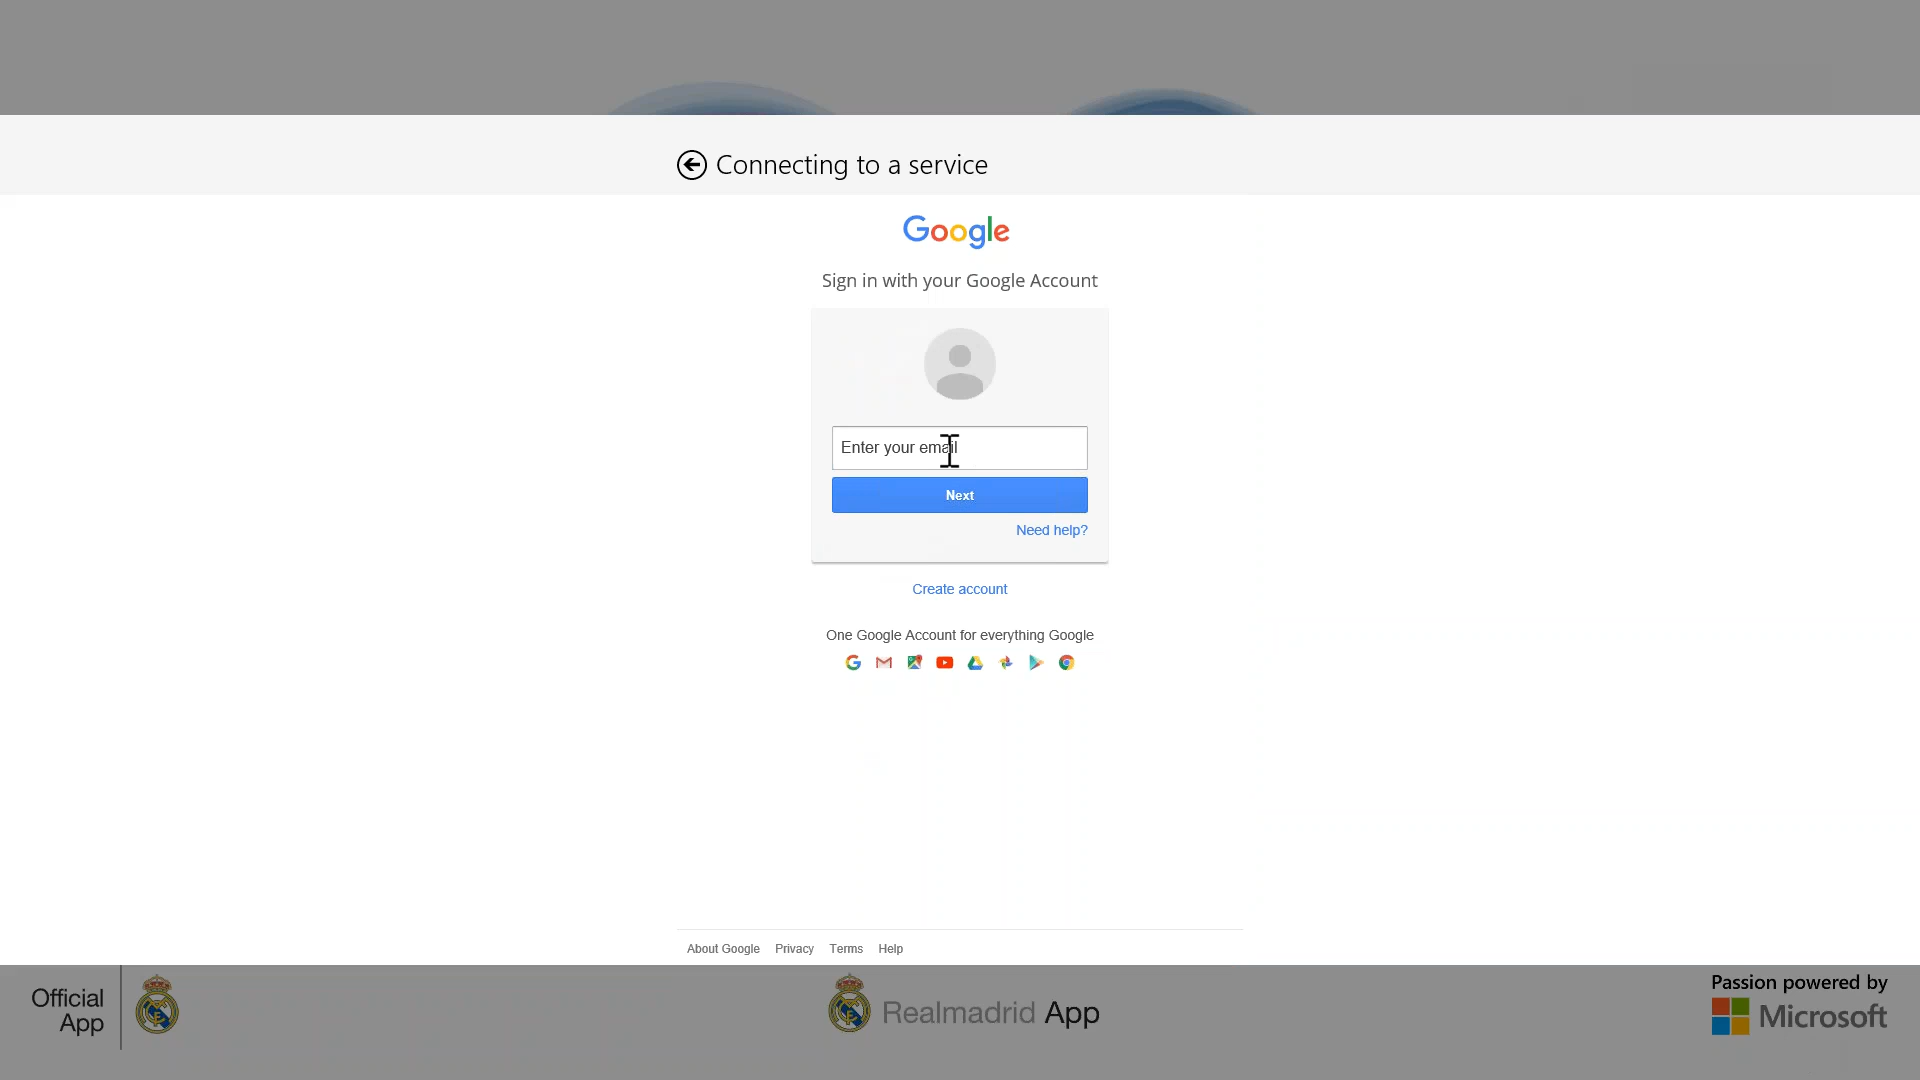 Connecting to a service
Google
Sign in with your Google Account
Enter your email
Next
Need help?
Create account
One Google Account for everything Google
About Google Privacy Terms Help
Official
App
Realmadrid App
Passion powered by
Microsoft